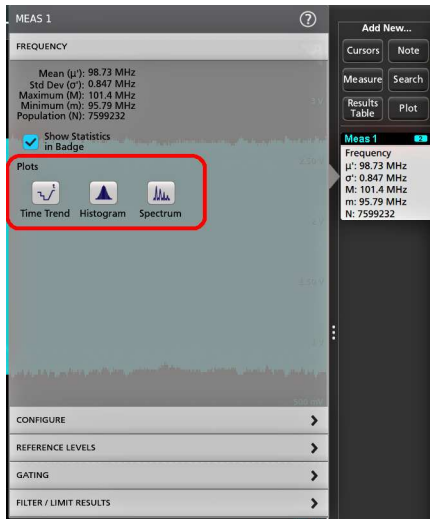 MEAS 1
?
FREQUENCY
Mean (µ'): 98.73 MHz
Std Dev (σ'): 0.847 MHz
Maximum (M): 101.4 MHz
Minimum (m): 95.79 MHz
Population (N): 7599232
Show Statistics
in Badge
Plots
Time Trend Histogram Spectrum
CONFIGURE
REFERENCE LEVELS
GATING
FILTER / LIMIT RESULTS
Add
New...
Cursors Note
Measure Search
Results
Table
Plot
Meas 1 2
Frequency
µ': 98.73 MHz
σ': 0.847 MHz
M: 101.4 MHz
m: 95.79 MHz
N: 7599232